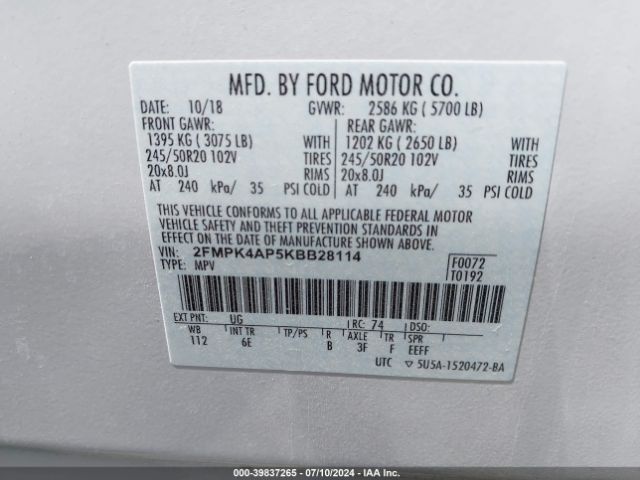 MFD. BY FORD MOTOR CO.
DATE: 10/18 GVWR: 2586 KG ( 5700 LB)
FRONT GAWR: REAR GAWR:
1395 KG ( 3075 LB) WITH 1202 KG ( 2650 LB) WITH
245/50R20 102V TIRES 245/50R20 102V TIRES
20x8.0J RIMS 20x8.0J RIMS
AT 240 kPa/ 35 PSI COLD AT 240 kPa/ 35 PSI COLD
THIS VEHICLE CONFORMS TO ALL APPLICABLE FEDERAL MOTOR
VEHICLE SAFETY AND THEFT PREVENTION STANDARDS IN
EFFECT ON THE DATE OF MANUFACTURE SHOWN ABOVE.
VIN: 2FMPK4AP5KBB28114 F0072
TYPE: MPV T0192
EXT PNT: UG RC: 74 DSO:
WB INT TR TP/PS R AXLE TR SPR
112 6E B 3F F EEFF
UTC ▽ 5U5A-1520472-BA
000-39837265 - 07/10/2024 - IAAI.com